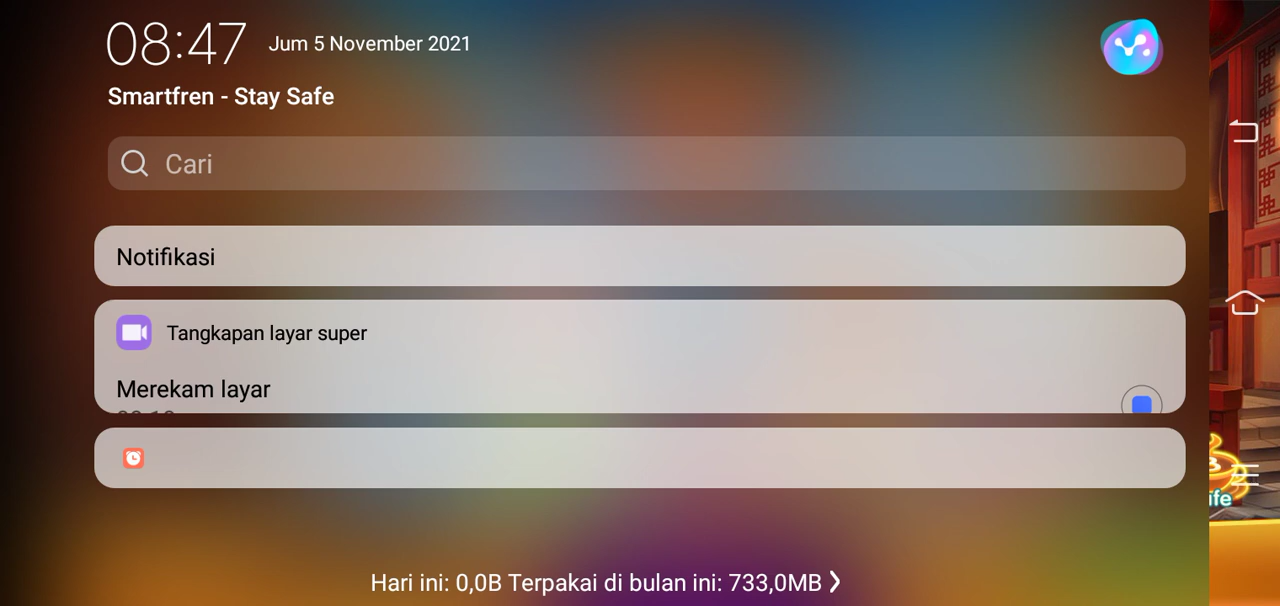 08:47 Jum 5 November 2021
Smartfren - Stay Safe
Cari
Notifikasi
Tangkapan layar super
Merekam layar
ife
Hari ini: 0,0B Terpakai di bulan ini: 733,0MB